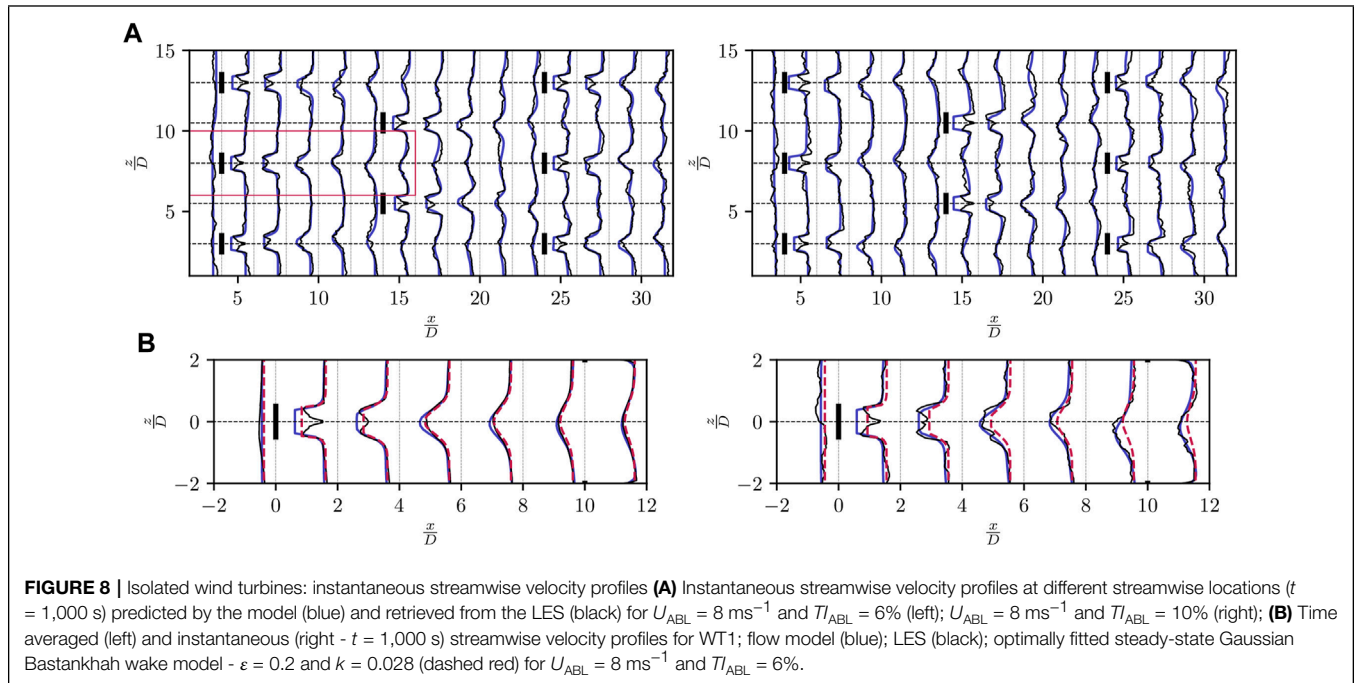 A
15
10
5
z/D
5 10 15 20 25 30
x/D
15
10
5
z/D
5 10 15 20 25 30
x/D
B
2
0
−2
z/D
−2 0 2 4 6 8 10 12
x/D
2
0
−2
z/D
−2 0 2 4 6 8 10 12
x/D
FIGURE 8 | Isolated wind turbines: instantaneous streamwise velocity profiles (A) Instantaneous streamwise velocity profiles at different streamwise locations (t
= 1,000 s) predicted by the model (blue) and retrieved from the LES (black) for U_ABL = 8 ms⁻¹ and TI_ABL = 6% (left); U_ABL = 8 ms⁻¹ and TI_ABL = 10% (right); (B) Time
averaged (left) and instantaneous (right - t = 1,000 s) streamwise velocity profiles for WT1; flow model (blue); LES (black); optimally fitted steady-state Gaussian
Bastankhah wake model - ε = 0.2 and k = 0.028 (dashed red) for U_ABL = 8 ms⁻¹ and TI_ABL = 6%.